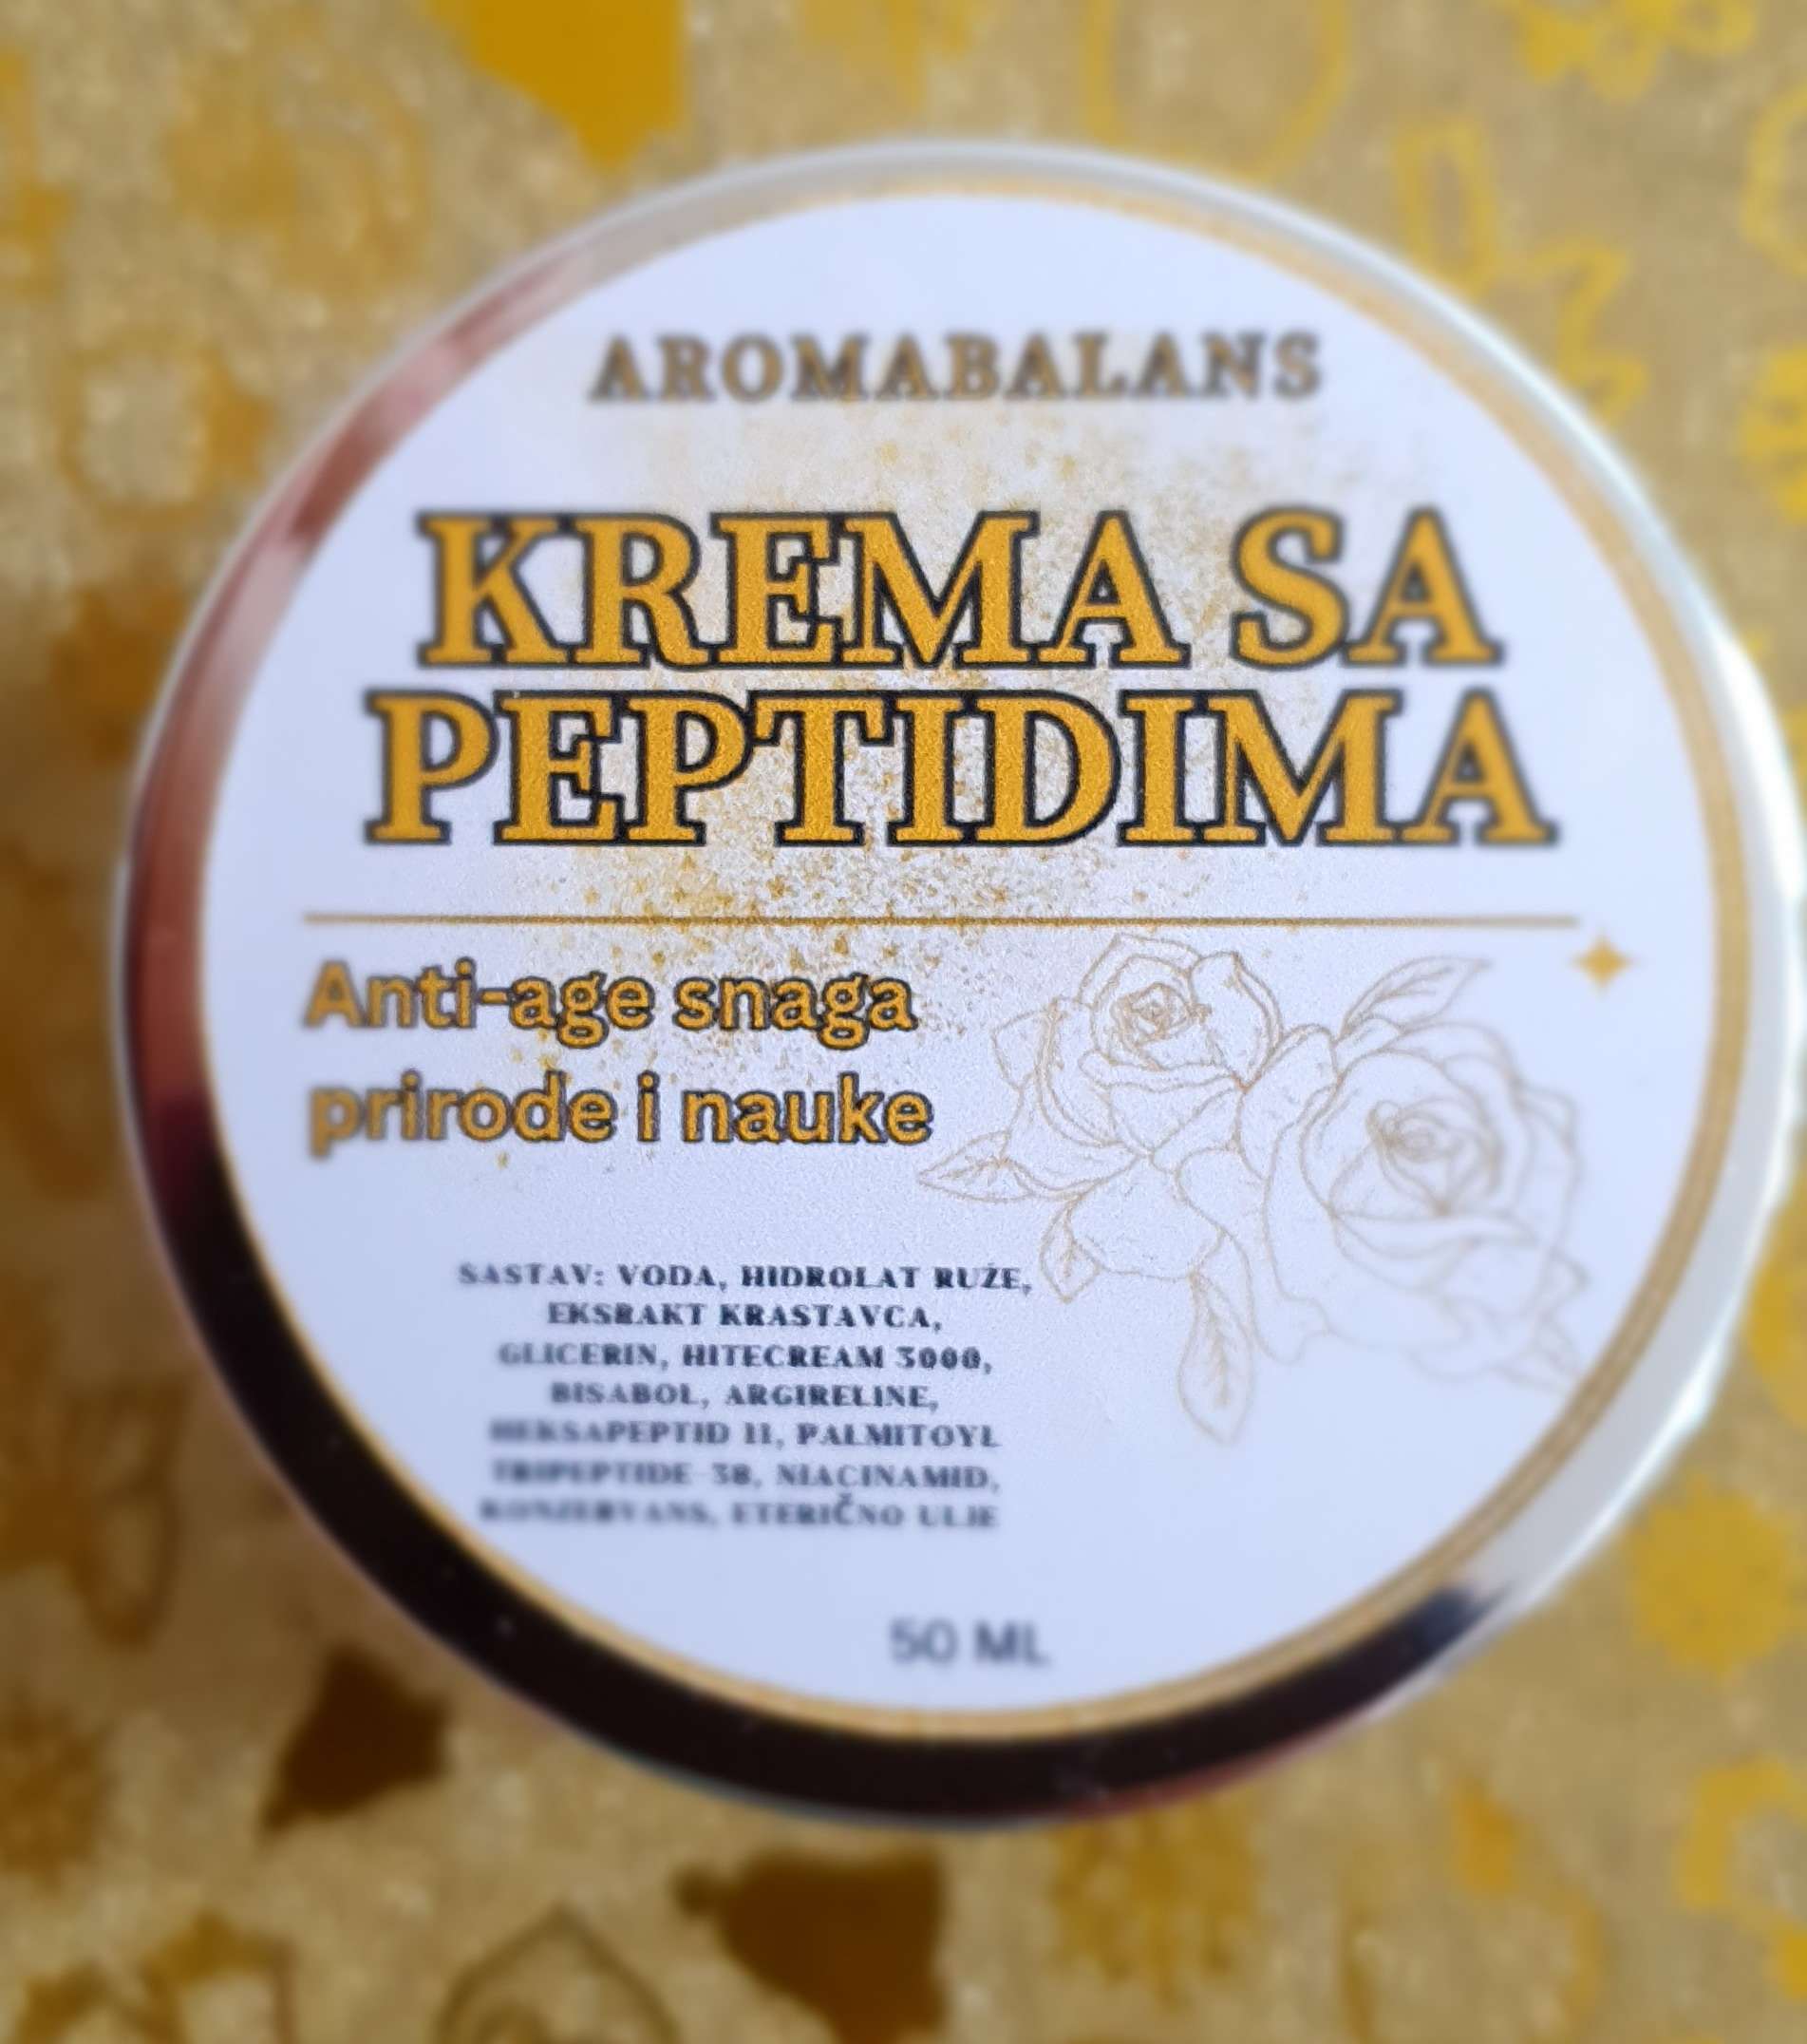 AROMABALANS
KREMA SA
PEPTIDIMA
Anti-age snaga
prirode i nauke
SASTAV: VODA, HIDROLAT RUŽE,
EKSRAKT KRASTAVCA,
GLICERIN, HITECREAM 3000,
BISABOL, ARGIRELINE,
HEKSAPEPTID 11, PALMITOYL
TRIPEPTIDE 38, NIACINAMID,
KONZERVANS, ETERIČNO ULJE
50 ML